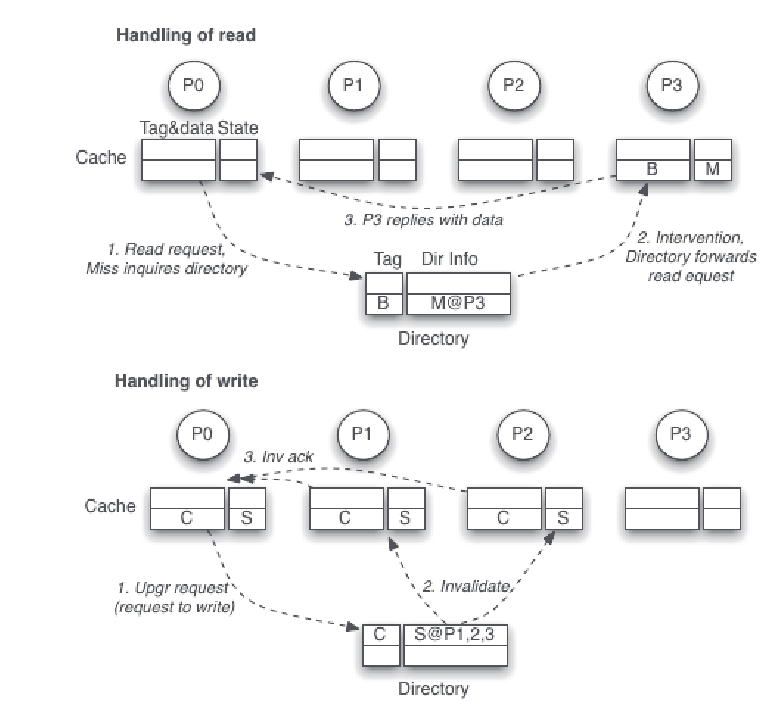 Handling of read
P0 P1 P2 P3
Tag&data State
Cache
B M
3. P3 replies with data
1. Read request,
Miss inquires directory
2. Intervention,
Directory forwards
read equest
Tag Dir Info
B M@P3
Directory
Handling of write
P0 P1 P2 P3
3. Inv ack
Cache
C S C S C S
1. Upgr request
(request to write)
2. Invalidate
C S@P1,2,3
Directory